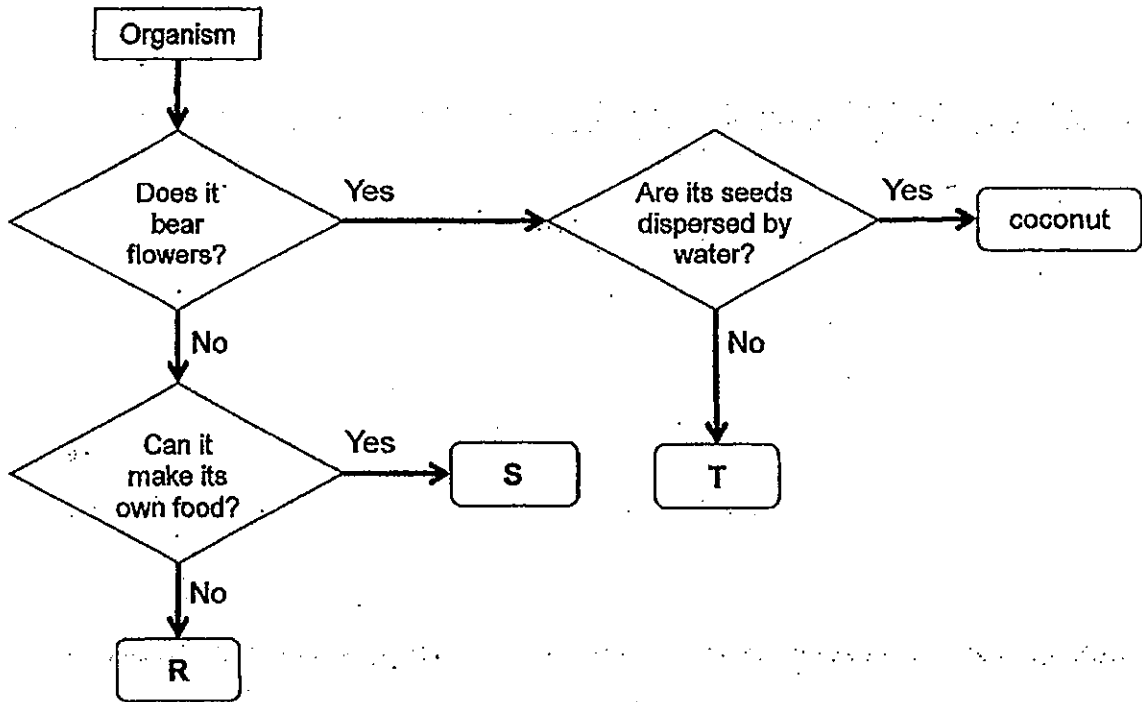 Organism
Does it
bear
flowers?
Yes
Are its seeds
dispersed by
water?
Yes
coconut
No
No
Can it
make its
own food?
Yes
S
T
No
R